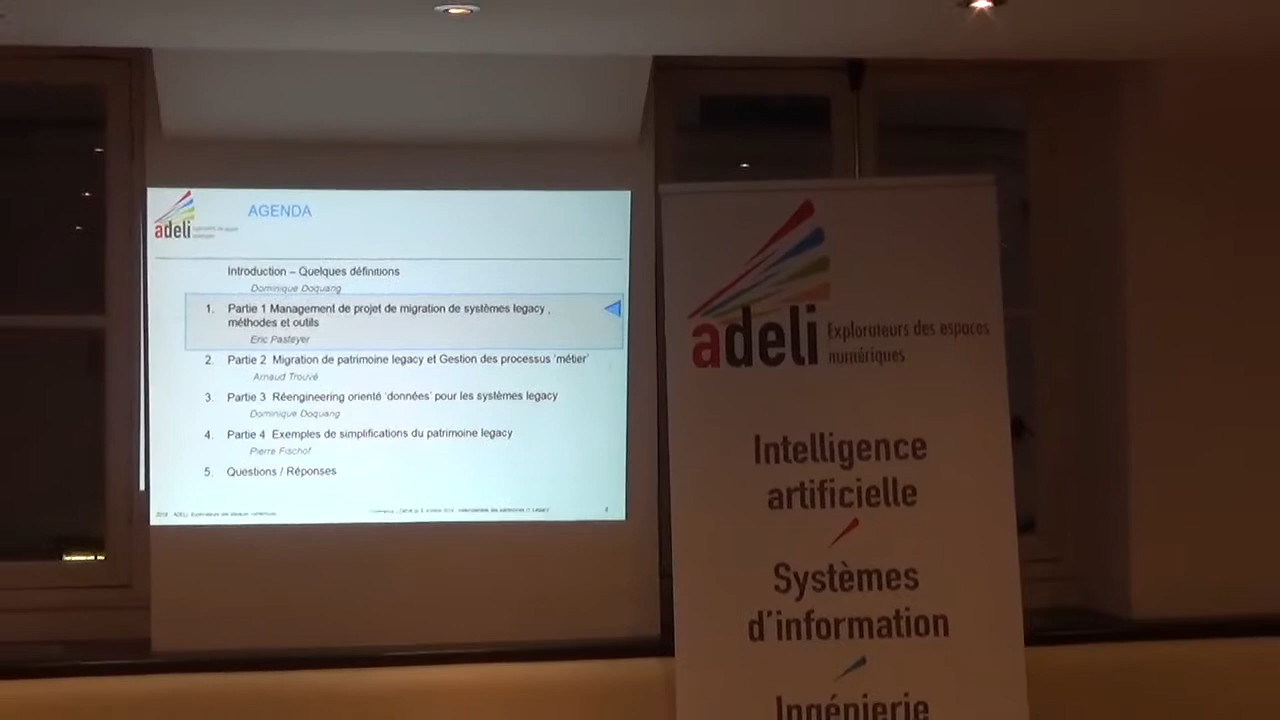 adeli
AGENDA
Introduction – Quelques définitions
Dominique Doquang
1. Partie 1 Management de projet de migration de systèmes legacy ,
méthodes et outils
Eric Pasteyer
2. Partie 2 Migration de patrimoine legacy et Gestion des processus 'métier'
Arnaud Trouvé
3. Partie 3 Réengineering orienté 'données' pour les systèmes legacy
Dominique Doquang
4. Partie 4 Exemples de simplifications du patrimoine legacy
Pierre Fischof
5. Questions / Réponses
adeli Explorateurs des espaces
numériques
Intelligence
artificielle
Systèmes
d'information
Ingénierie